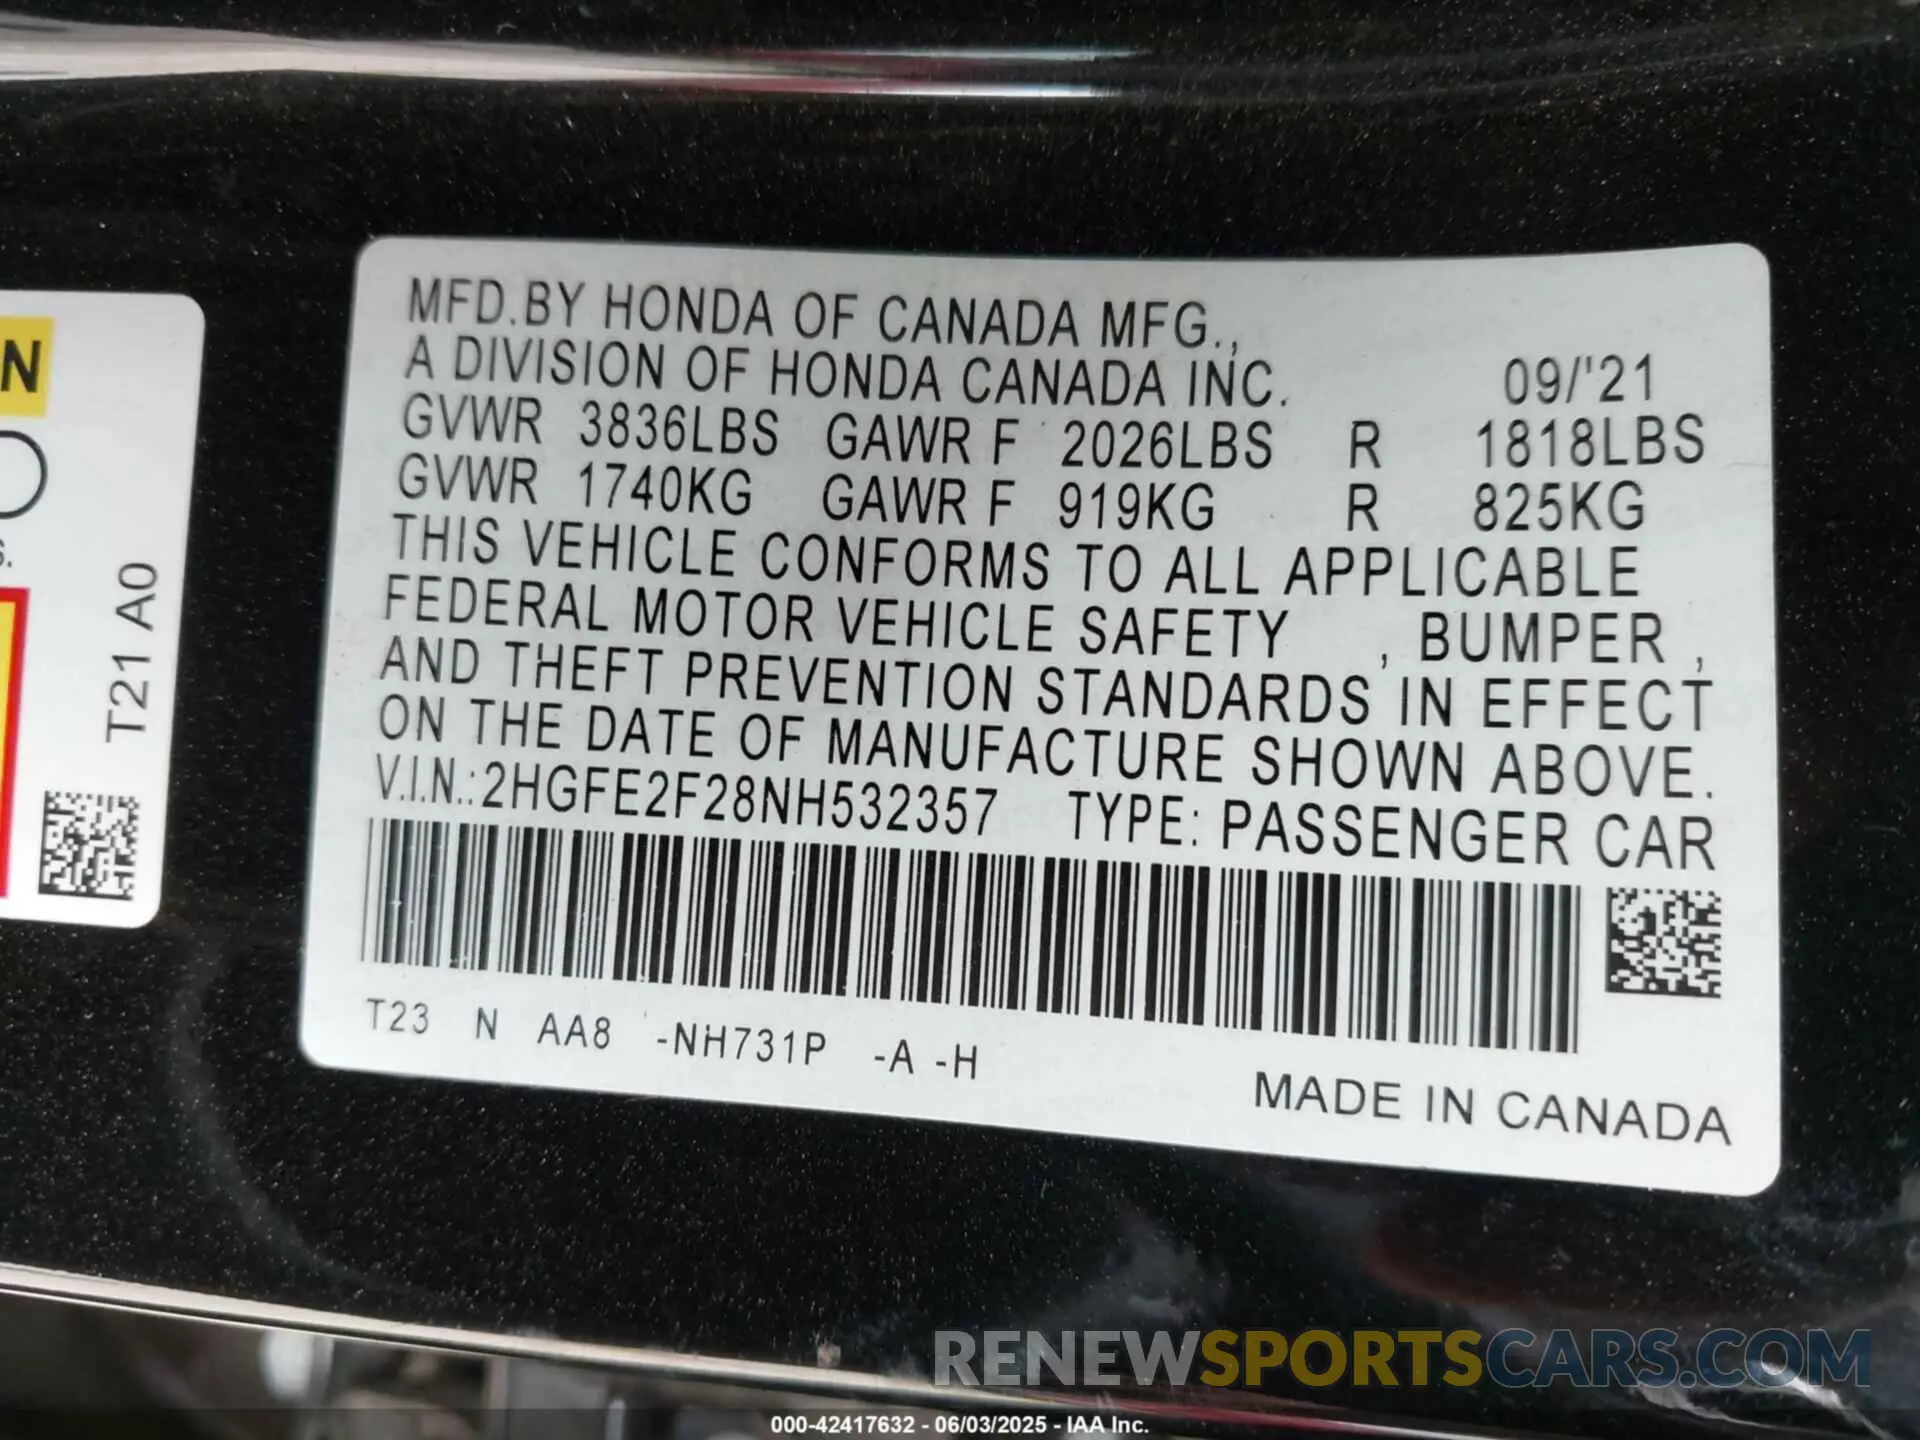 MFD.BY HONDA OF CANADA MFG.,
A DIVISION OF HONDA CANADA INC. 09/'21
GVWR 3836LBS GAWR F 2026LBS R 1818LBS
GVWR 1740KG GAWR F 919KG R 825KG
THIS VEHICLE CONFORMS TO ALL APPLICABLE
FEDERAL MOTOR VEHICLE SAFETY , BUMPER ,
AND THEFT PREVENTION STANDARDS IN EFFECT
ON THE DATE OF MANUFACTURE SHOWN ABOVE.
V.I.N.:2HGFE2F28NH532357 TYPE: PASSENGER CAR
T23 N AA8 -NH731P -A -H
MADE IN CANADA
N
S.
T21 A0
RENEWSPORTSCARS.COM
000-42417632 - 06/03/2025 - IAA Inc.